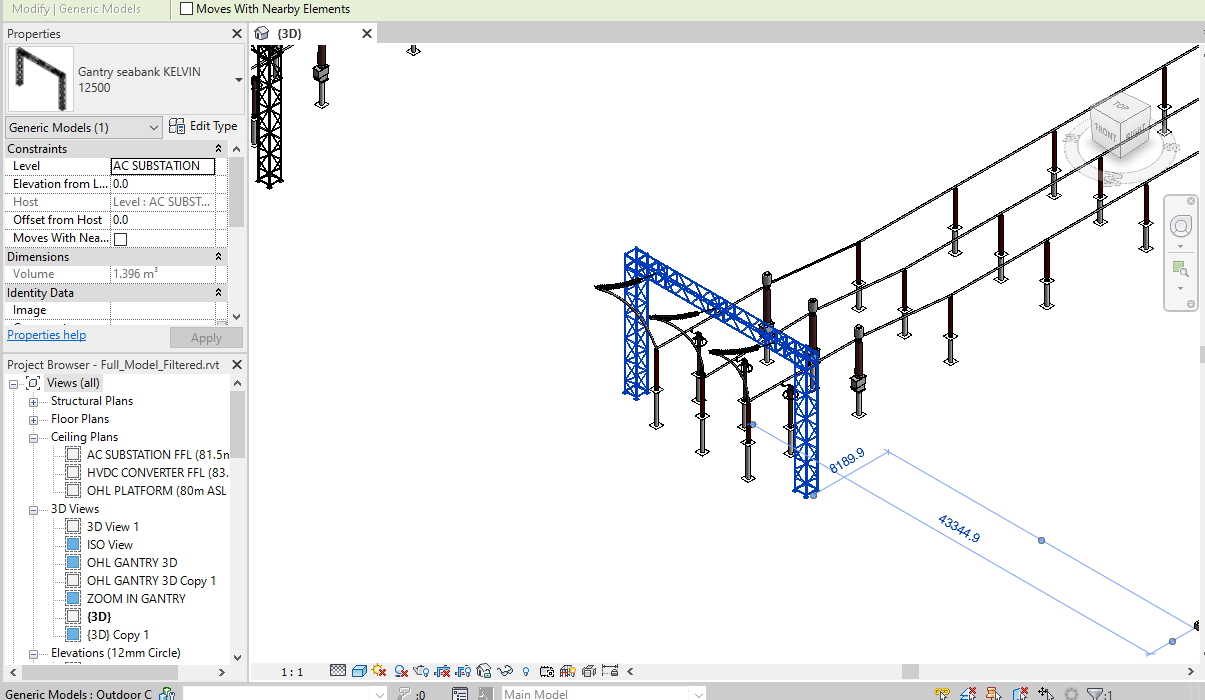 Modify | Generic Models
Moves With Nearby Elements
Properties
{3D}
Gantry seabank KELVIN
12500
Generic Models (1)
Edit Type
Constraints
Level AC SUBSTATION
Elevation from L... 0.0
Host Level : AC SUBST...
Offset from Host 0.0
Moves With Nea...
Dimensions
Volume 1.396 m³
Identity Data
Image
Properties help
Apply
Project Browser - Full_Model_Filtered.rvt
Views (all)
Structural Plans
Floor Plans
Ceiling Plans
AC SUBSTATION FFL (81.5m
HVDC CONVERTER FFL (83.
OHL PLATFORM (80m ASL
3D Views
3D View 1
ISO View
OHL GANTRY 3D
OHL GANTRY 3D Copy 1
ZOOM IN GANTRY
{3D}
{3D} Copy 1
Elevations (12mm Circle)
TOP
FRONT
RIGHT
8189.9
43344.9
1 : 1
Generic Models : Outdoor C
:0
Main Model
:1